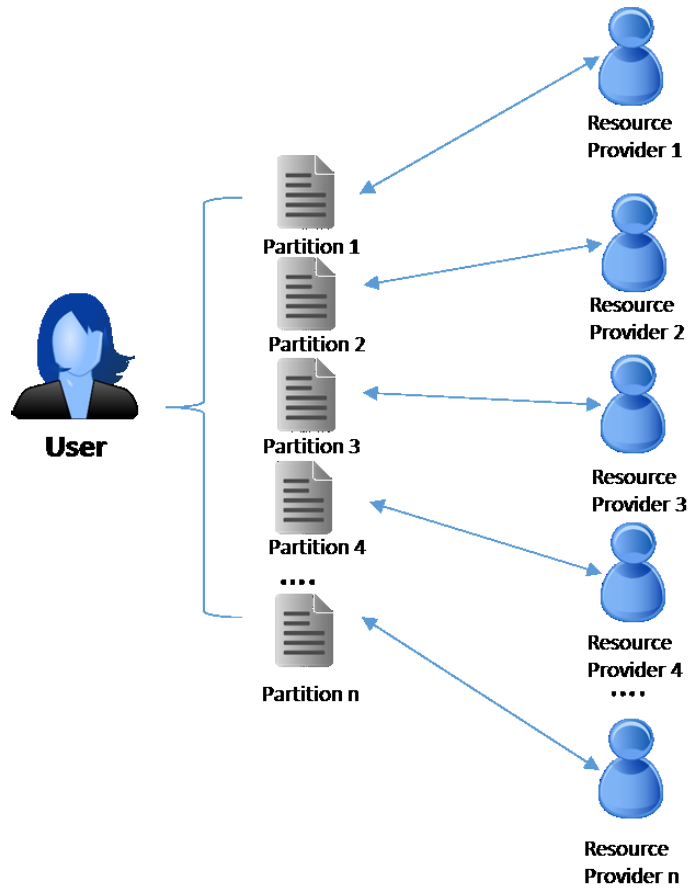 Resource
Provider 1
Partition 1
Resource
Provider 2
Partition 2
User
Partition 3
Resource
Provider 3
Partition 4
....
Resource
Provider 4
....
Partition n
Resource
Provider n